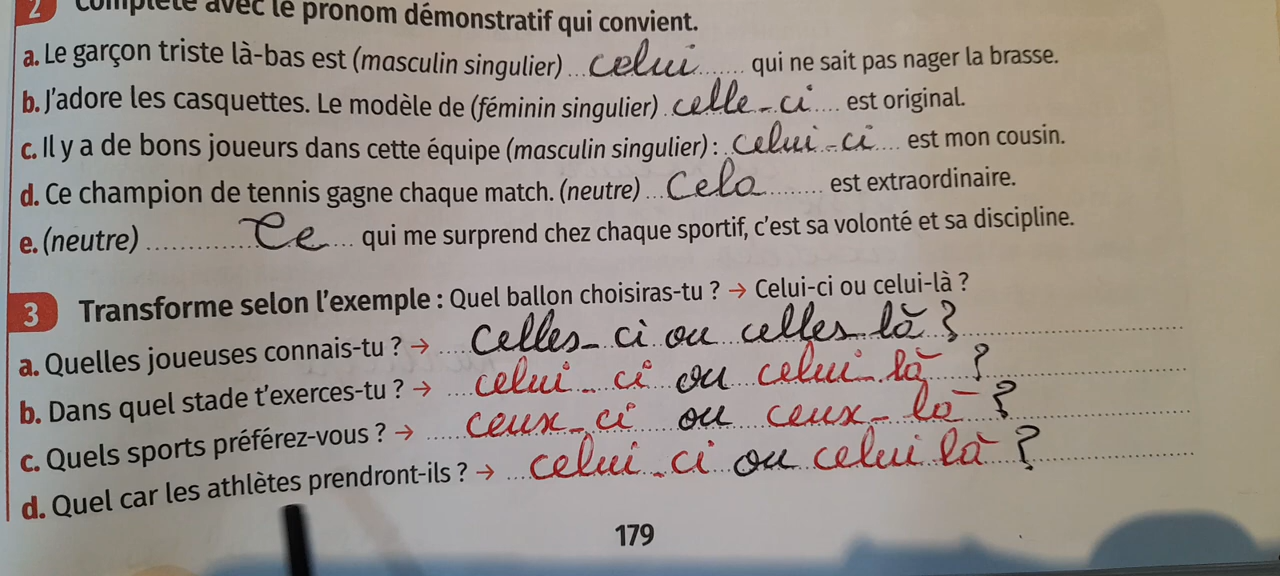 2 Complète avec le pronom démonstratif qui convient.
a. Le garçon triste là-bas est (masculin singulier) ... celui ...... qui ne sait pas nager la brasse.
b. J'adore les casquettes. Le modèle de (féminin singulier) . celle-ci .... est original.
c. Il y a de bons joueurs dans cette équipe (masculin singulier) : . celui-ci .... est mon cousin.
d. Ce champion de tennis gagne chaque match. (neutre) ... Cela ........ est extraordinaire.
e. (neutre) ............ Ce .... qui me surprend chez chaque sportif, c'est sa volonté et sa discipline.
3 Transforme selon l'exemple : Quel ballon choisiras-tu ? → Celui-ci ou celui-là ?
a. Quelles joueuses connais-tu ? → .... Celles-ci ou celles-là ?
b. Dans quel stade t'exerces-tu ? → .... celui-ci ou celui-là ?
c. Quels sports préférez-vous ? → .... ceux-ci ou ceux-là ?
d. Quel car les athlètes prendront-ils ? → .... celui-ci ou celui là ?
179